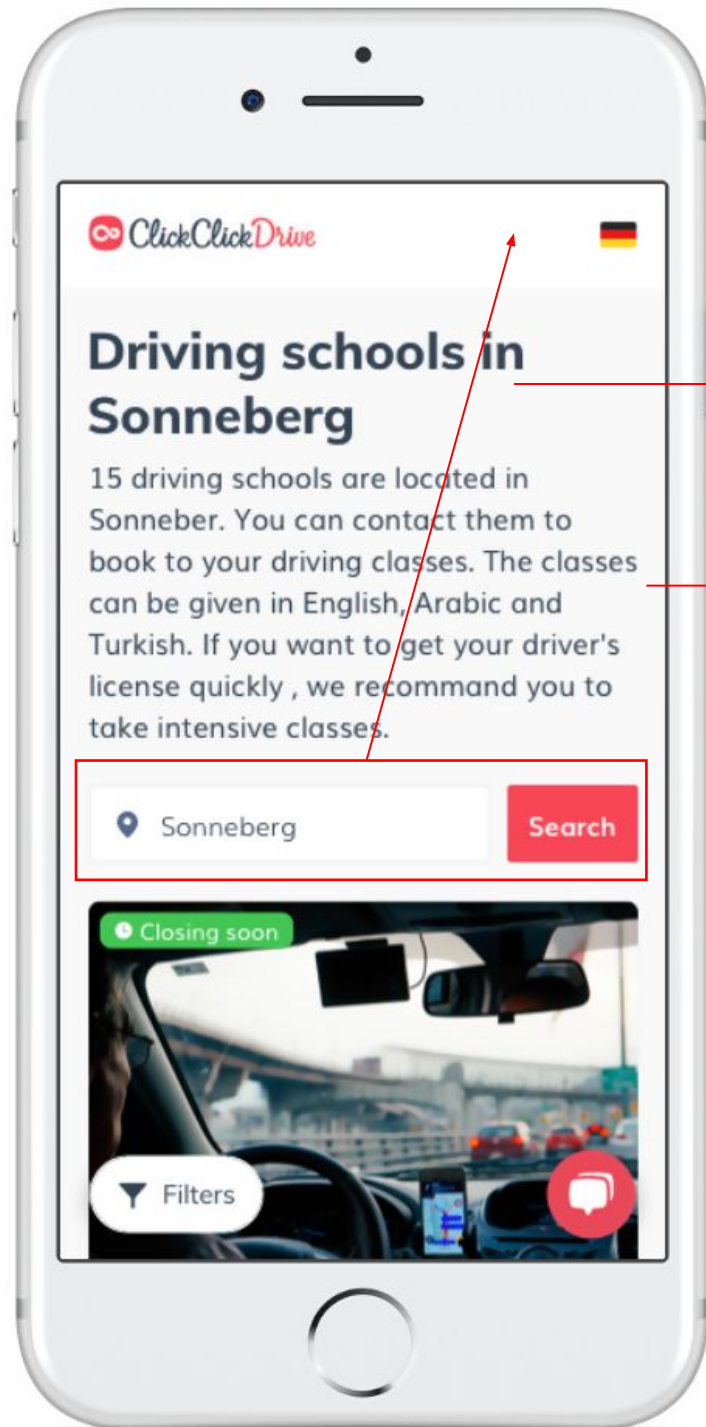 ClickClickDrive
Driving schools in
Sonneberg
15 driving schools are located in
Sonneber. You can contact them to
book to your driving classes. The classes
can be given in English, Arabic and
Turkish. If you want to get your driver's
license quickly , we recommand you to
take intensive classes.
Sonneberg
Search
Closing soon
Filters